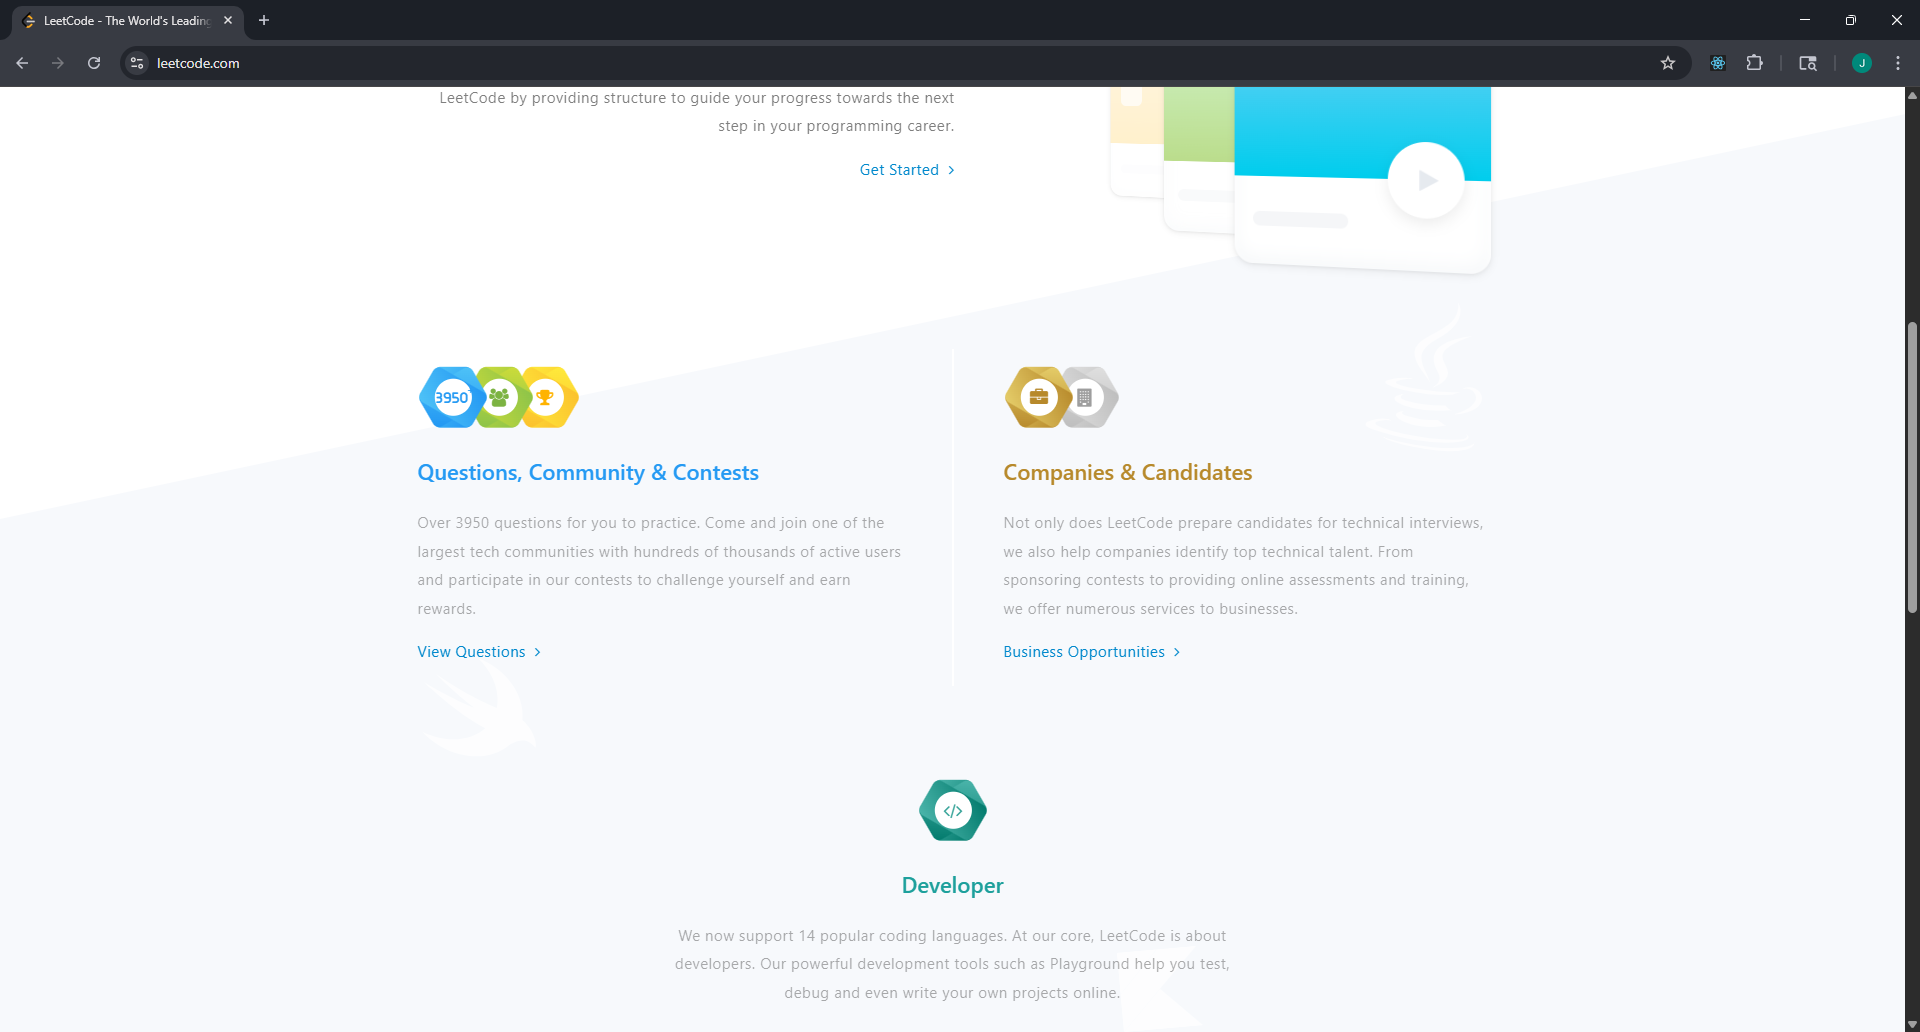 LeetCode - The World's Leading
leetcode.com
J
LeetCode by providing structure to guide your progress towards the next
step in your programming career.
Get Started
3950
Questions, Community & Contests
Over 3950 questions for you to practice. Come and join one of the
largest tech communities with hundreds of thousands of active users
and participate in our contests to challenge yourself and earn
rewards.
View Questions
Companies & Candidates
Not only does LeetCode prepare candidates for technical interviews,
we also help companies identify top technical talent. From
sponsoring contests to providing online assessments and training,
we offer numerous services to businesses.
Business Opportunities
</>
Developer
We now support 14 popular coding languages. At our core, LeetCode is about
developers. Our powerful development tools such as Playground help you test,
debug and even write your own projects online.